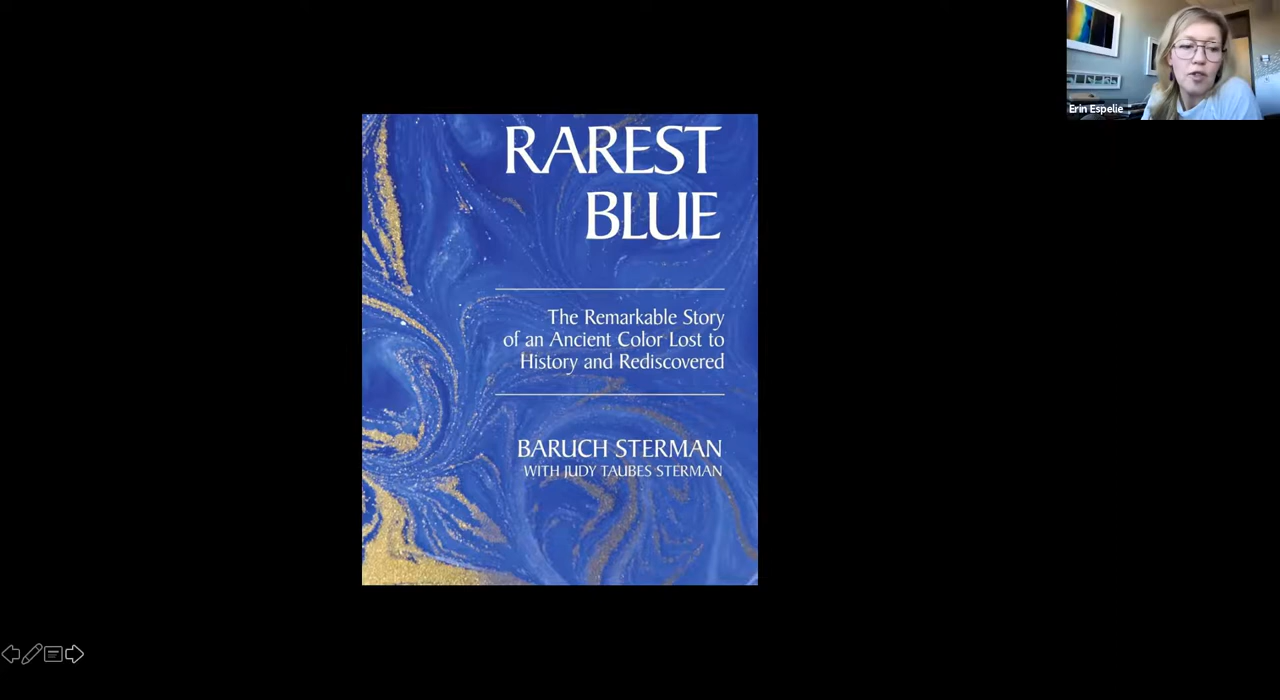 Erin Espelie
RAREST
BLUE
The Remarkable Story
of an Ancient Color Lost to
History and Rediscovered
BARUCH STERMAN
WITH JUDY TAUBES STERMAN